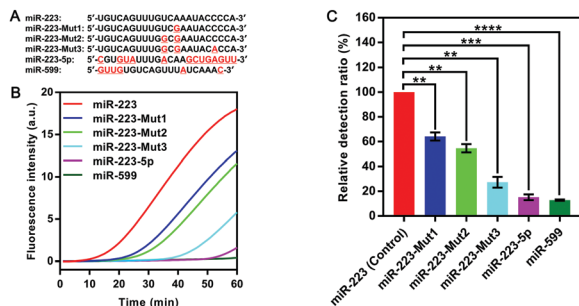 A
miR-223: 5'-UGUCAGUUUGUCAAAUACCCCA-3'
miR-223-Mut1: 5'-UGUCAGUUUGUCGAAUACCCCA-3'
miR-223-Mut2: 5'-UGUCAGUUUGGCGAAUACCCCA-3'
miR-223-Mut3: 5'-UGUCAGUUUGGCGAAUACACCA-3'
miR-223-5p: 5'-CGUGUAUUUGACAAGCUGAGUU-3'
miR-599: 5'-GUUGUGUCAGUUUAUCAAAC-3'
B
Fluorescence Intensity (a.u.)
20
15
10
5
0
miR-223
miR-223-Mut1
miR-223-Mut2
miR-223-Mut3
miR-223-5p
miR-599
0 10 20 30 40 50 60
Time (min)
C
Relative detection ratio (%)
160
140
120
100
80
60
40
20
0
****
***
**
**
**
miR-223 (Control)
miR-223-Mut1
miR-223-Mut2
miR-223-Mut3
miR-223-5p
miR-599